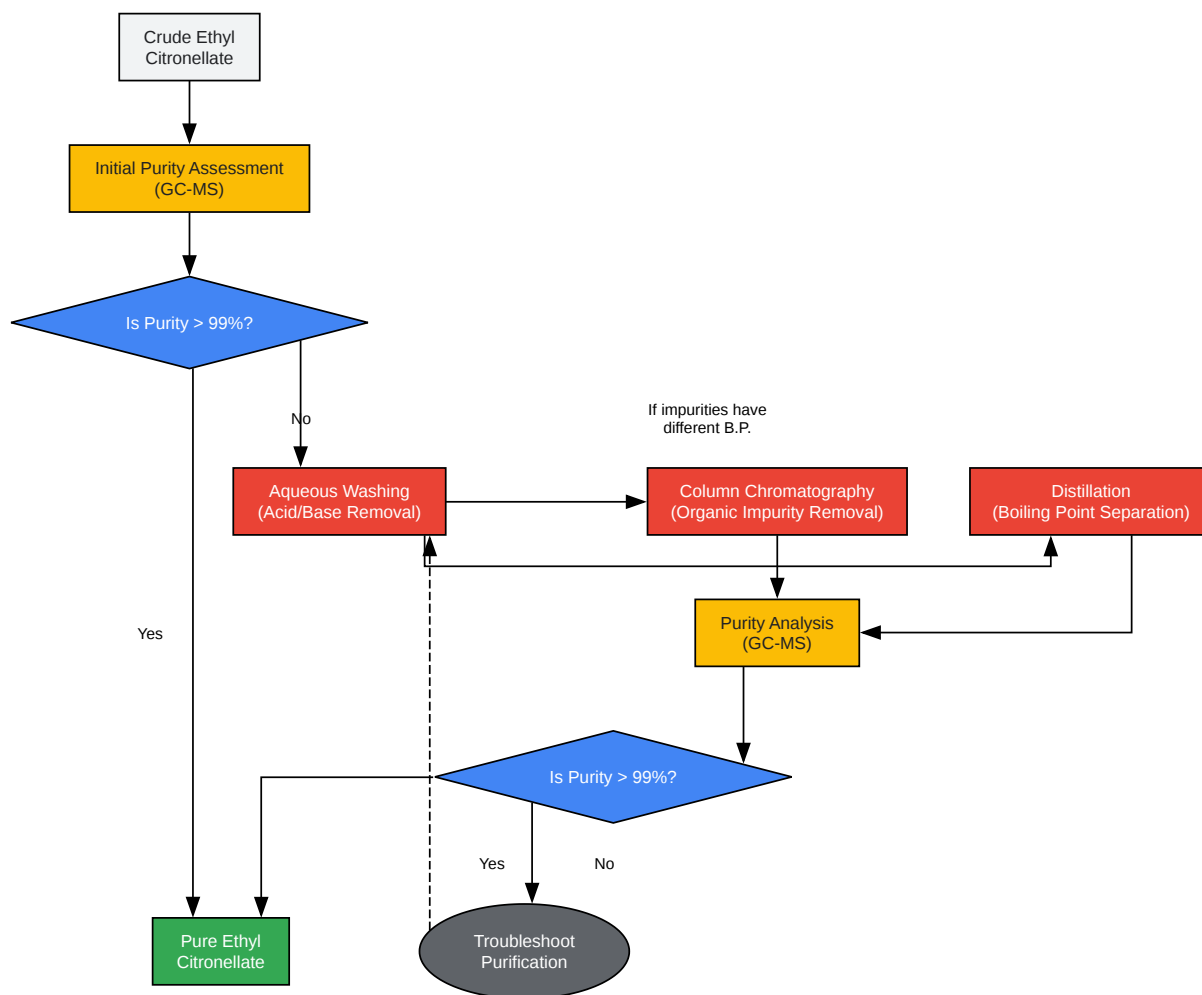 Crude Ethyl
Citronellate
Initial Purity Assessment
(GC-MS)
Is Purity > 99%?
No
If impurities have
different B.P.
Aqueous Washing
(Acid/Base Removal)
Column Chromatography
(Organic Impurity Removal)
Distillation
(Boiling Point Separation)
Purity Analysis
(GC-MS)
Yes
Is Purity > 99%?
Yes
No
Pure Ethyl
Citronellate
Troubleshoot
Purification